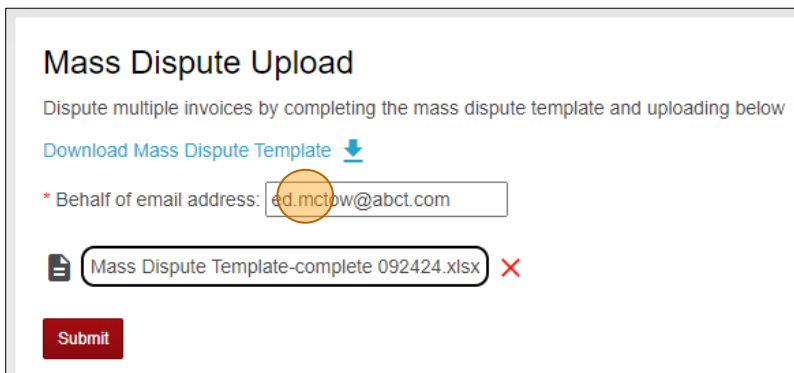 Mass Dispute Upload
Dispute multiple invoices by completing the mass dispute template and uploading below
Download Mass Dispute Template
* Behalf of email address: ed.mctow@abct.com
Mass Dispute Template-complete 092424.xlsx
Submit